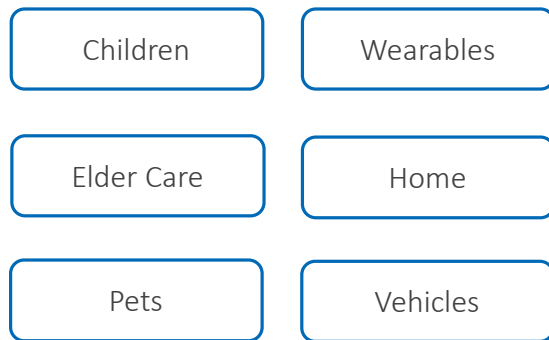 Children
Wearables
Elder Care
Home
Pets
Vehicles